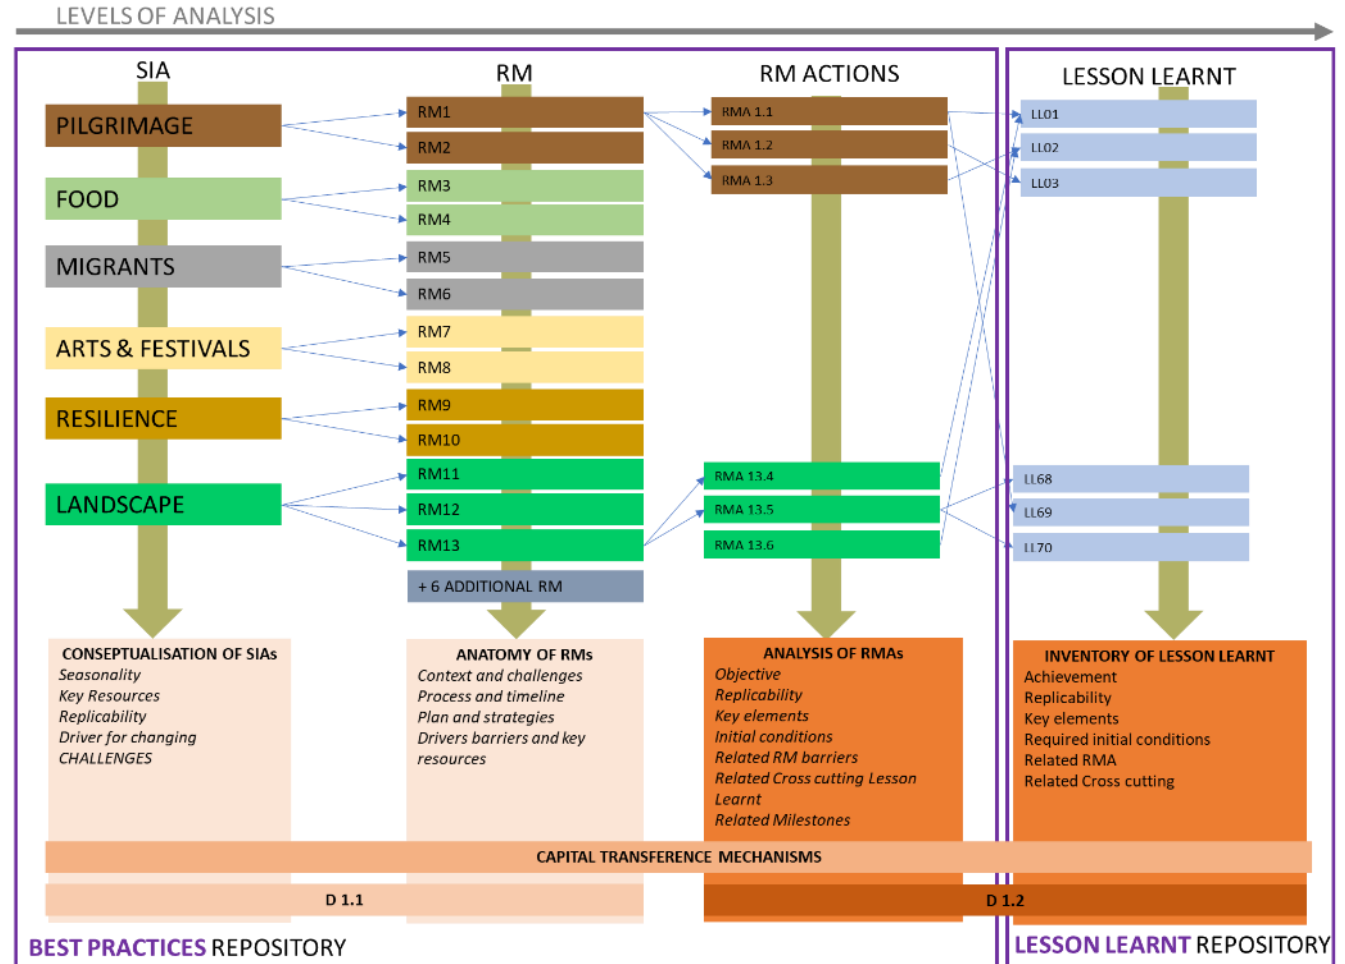 LEVELS OF ANALYSIS
SIA
RM
RM ACTIONS
LESSON LEARNT
PILGRIMAGE
FOOD
MIGRANTS
ARTS & FESTIVALS
RESILIENCE
LANDSCAPE
RM1
RM2
RM3
RM4
RM5
RM6
RM7
RM8
RM9
RM10
RM11
RM12
RM13
+ 6 ADDITIONAL RM
RMA 1.1
RMA 1.2
RMA 1.3
RMA 13.4
RMA 13.5
RMA 13.6
LL01
LL02
LL03
LL68
LL69
LL70
CONSEPTUALISATION OF SIAs
Seasonality
Key Resources
Replicability
Driver for changing
CHALLENGES
ANATOMY OF RMs
Context and challenges
Process and timeline
Plan and strategies
Drivers barriers and key
resources
ANALYSIS OF RMAs
Objective
Replicability
Key elements
Initial conditions
Related RM barriers
Related Cross cutting Lesson
Learnt
Related Milestones
INVENTORY OF LESSON LEARNT
Achievement
Replicability
Key elements
Required initial conditions
Related RMA
Related Cross cutting
CAPITAL TRANSFERENCE MECHANISMS
D 1.1
D 1.2
BEST PRACTICES REPOSITORY
LESSON LEARNT REPOSITORY